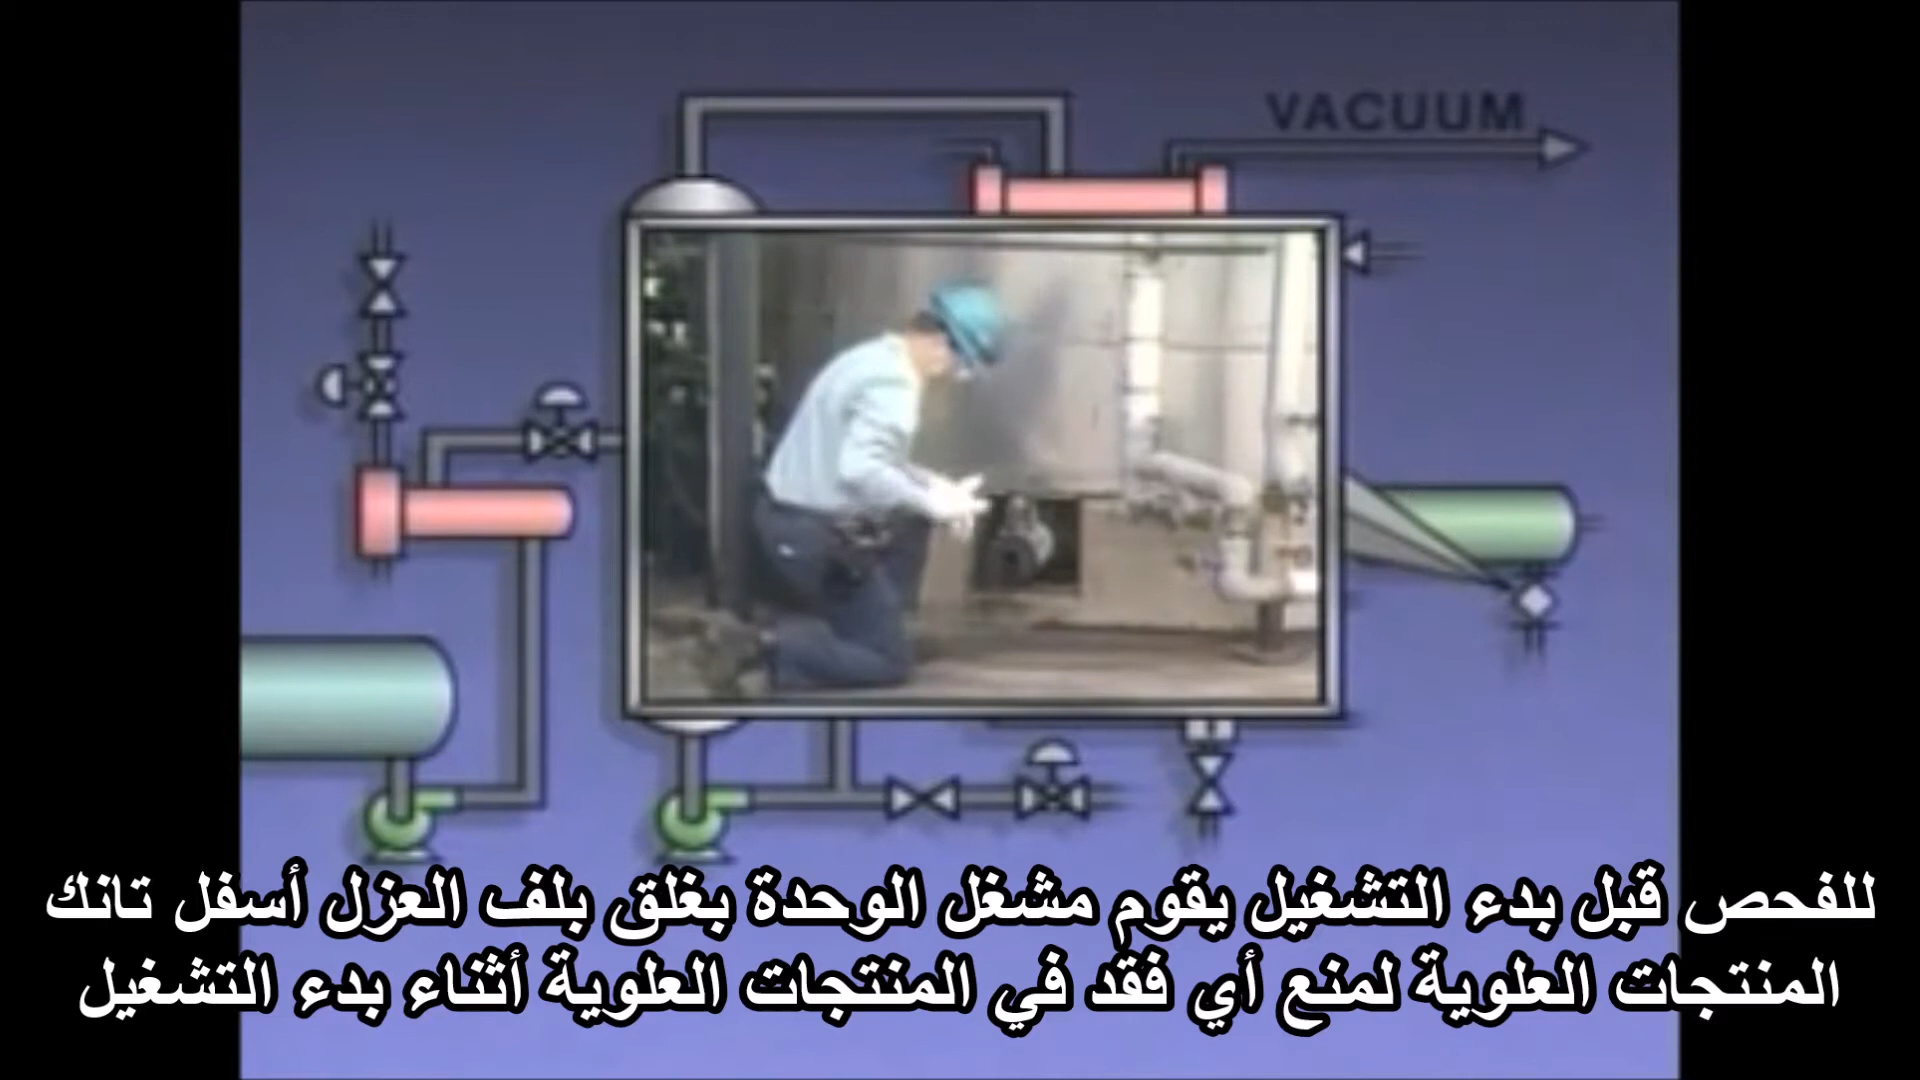 VACUUM
للفحص قبل بدء التشغيل يقوم مشغل الوحدة بغلق بلف العزل أسفل تانك
المنتجات العلوية لمنع أي فقد في المنتجات العلوية أثناء بدء التشغيل